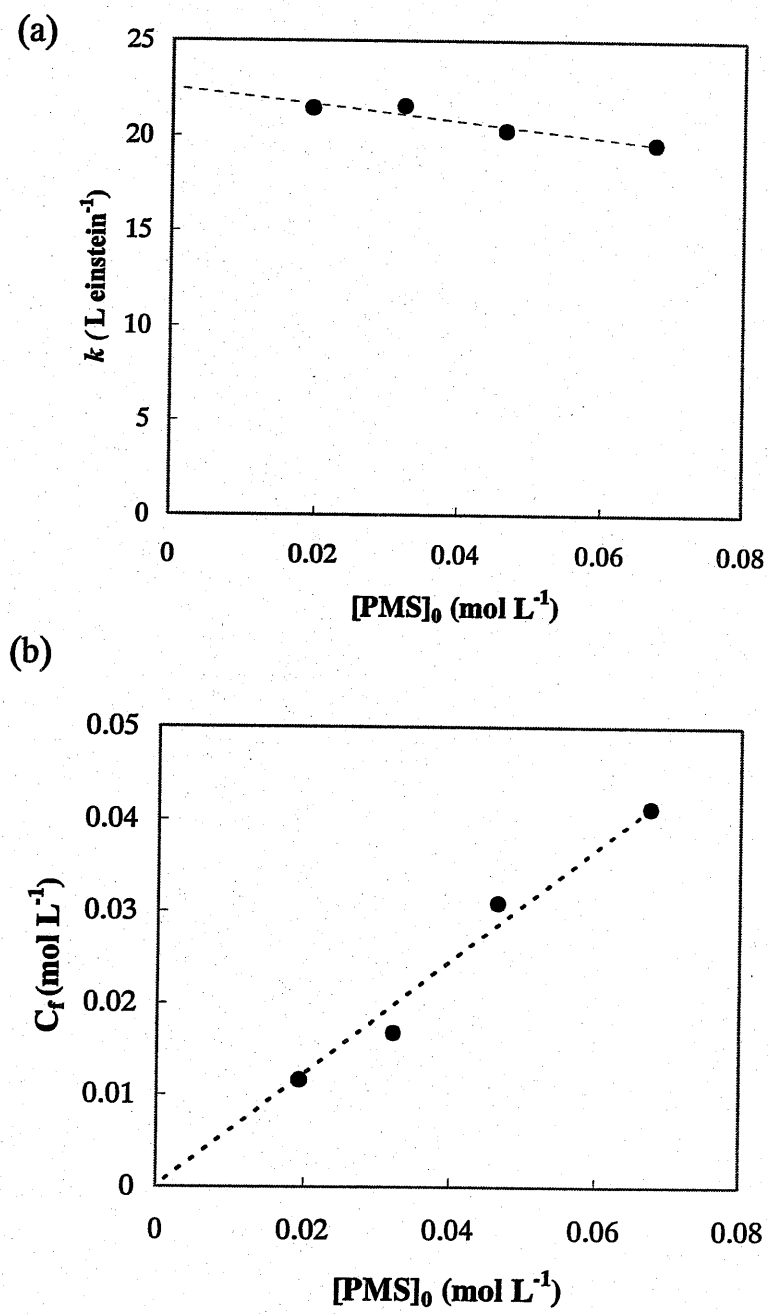 (a)
25
20
15
10
5
0
k ( L einstein⁻¹)
0 0.02 0.04 0.06 0.08
[PMS]₀ (mol L⁻¹)
(b)
0.05
0.04
0.03
0.02
0.01
0
C_f (mol L⁻¹)
0 0.02 0.04 0.06 0.08
[PMS]₀ (mol L⁻¹)